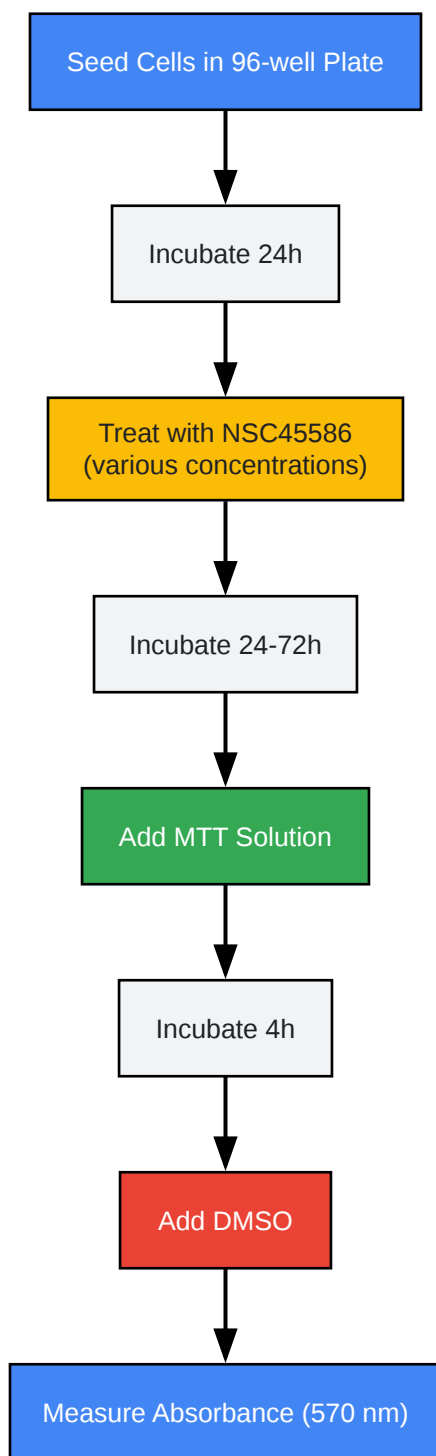 Seed Cells in 96-well Plate
Incubate 24h
Treat with NSC45586
(various concentrations)
Incubate 24-72h
Add MTT Solution
Incubate 4h
Add DMSO
Measure Absorbance (570 nm)